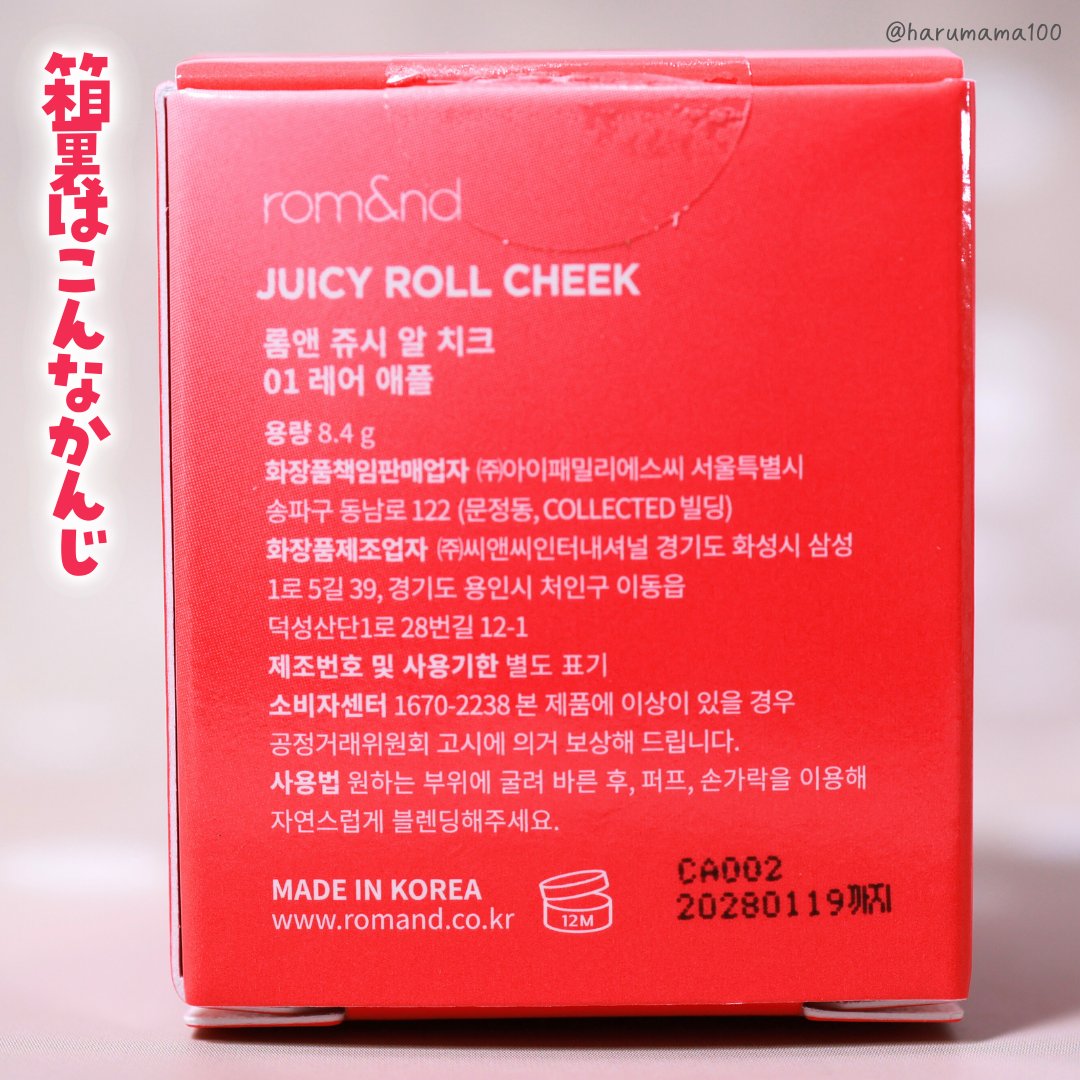 @harumama100
箱裏はこんなかんじ
rom&nd
JUICY ROLL CHEEK
롬앤 쥬시 알 치크
01 레어 애플
용량 8.4 g
화장품책임판매업자 ㈜아이패밀리에스씨 서울특별시
송파구 동남로 122 (문정동, COLLECTED 빌딩)
화장품제조업자 ㈜씨앤씨인터내셔널 경기도 화성시 삼성
1로 5길 39, 경기도 용인시 처인구 이동읍
덕성산단1로 28번길 12-1
제조번호 및 사용기한 별도 표기
소비자센터 1670-2238 본 제품에 이상이 있을 경우
공정거래위원회 고시에 의거 보상해 드립니다.
사용법 원하는 부위에 굴려 바른 후, 퍼프, 손가락을 이용해
자연스럽게 블렌딩해주세요.
MADE IN KOREA
www.romand.co.kr
12M
CA002
20280119까지